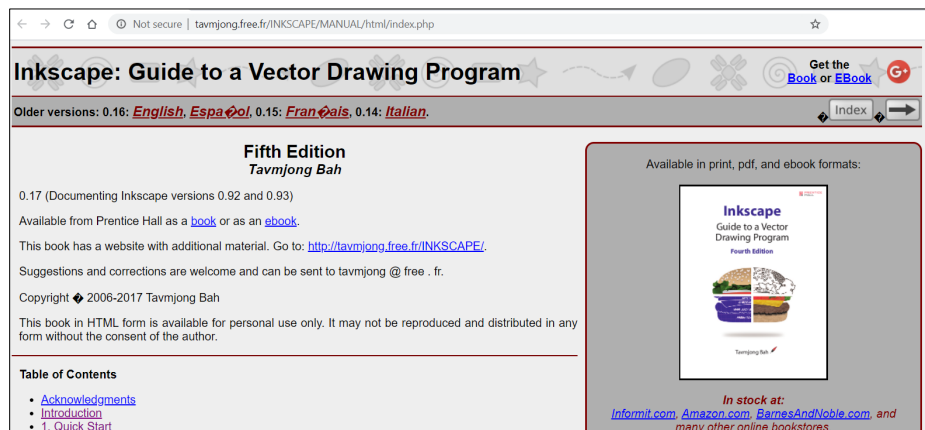 Not secure | tavmjong.free.fr/INKSCAPE/MANUAL/html/index.php
Inkscape: Guide to a Vector Drawing Program
Get the
Book or EBook
G+
Older versions: 0.16: English, Espa�ol, 0.15: Fran�ais, 0.14: Italian.
� Index �
Fifth Edition
Tavmjong Bah
0.17 (Documenting Inkscape versions 0.92 and 0.93)
Available from Prentice Hall as a book or as an ebook.
This book has a website with additional material. Go to: http://tavmjong.free.fr/INKSCAPE/.
Suggestions and corrections are welcome and can be sent to tavmjong @ free . fr.
Copyright � 2006-2017 Tavmjong Bah
This book in HTML form is available for personal use only. It may not be reproduced and distributed in any
form without the consent of the author.
Table of Contents
• Acknowledgments
• Introduction
• 1. Quick Start
Available in print, pdf, and ebook formats:
Inkscape
Guide to a Vector
Drawing Program
Fourth Edition
Tavmjong Bah
In stock at:
Informit.com, Amazon.com, BarnesAndNoble.com, and
many other online bookstores